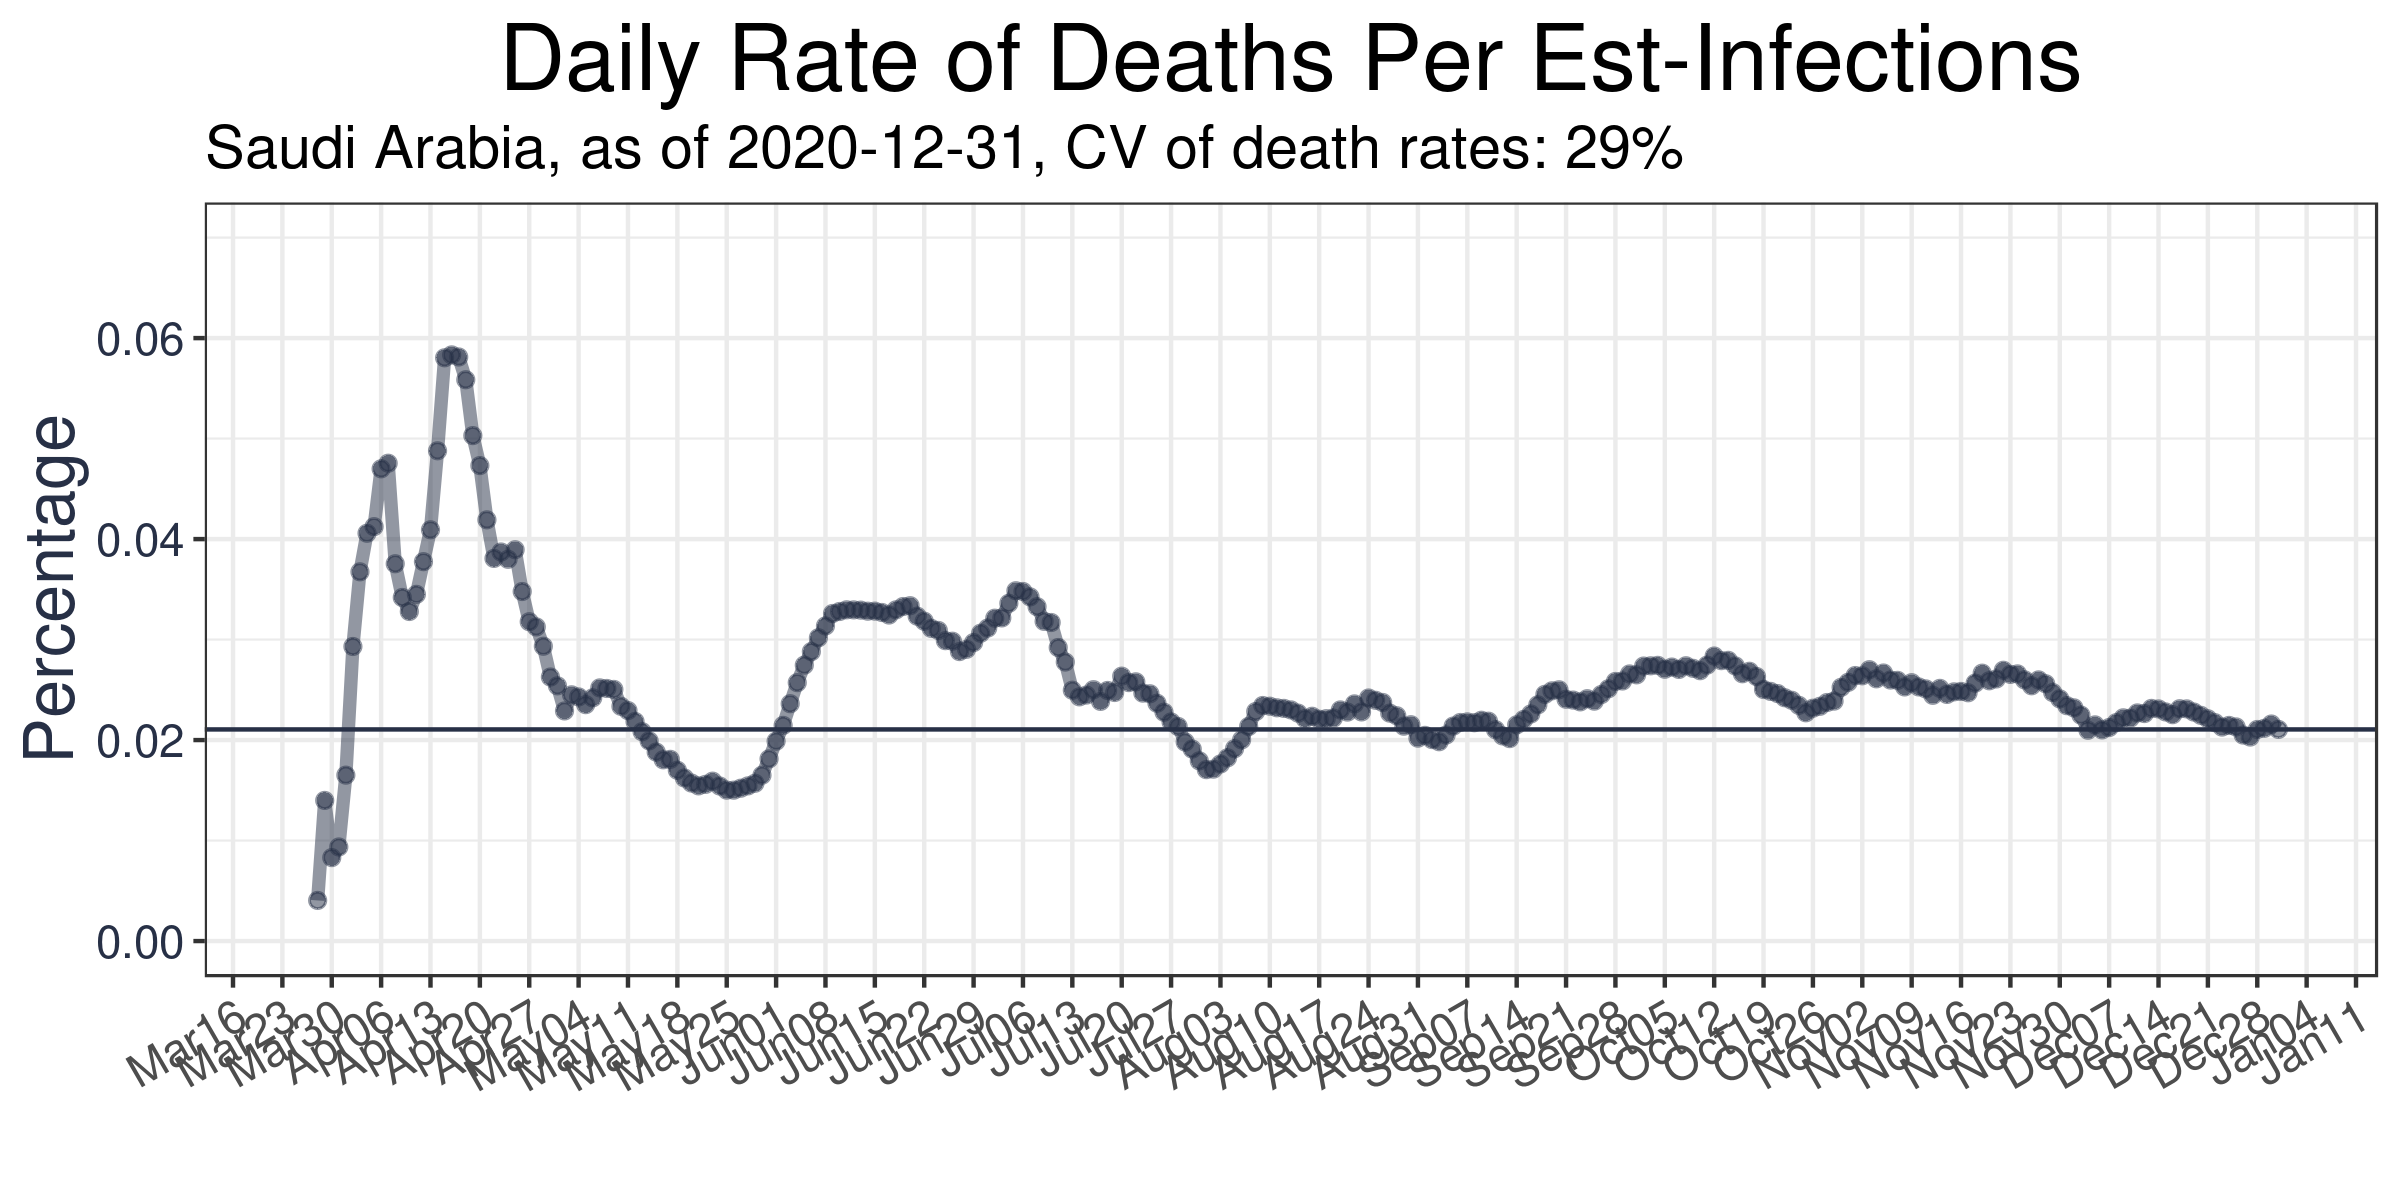 Daily Rate of Deaths Per Est-Infections
Saudi Arabia, as of 2020-12-31, CV of death rates: 29%
Percentage
0.06
0.04
0.02
0.00
Mar16
Mar23
Mar30
Apr06
Apr13
Apr20
Apr27
May04
May11
May18
May25
Jun01
Jun08
Jun15
Jun22
Jun29
Jul06
Jul13
Jul20
Jul27
Aug03
Aug10
Aug17
Aug24
Aug31
Sep07
Sep14
Sep21
Sep28
Oct05
Oct12
Oct19
Oct26
Nov02
Nov09
Nov16
Nov23
Nov30
Dec07
Dec14
Dec21
Dec28
Jan04
Jan11